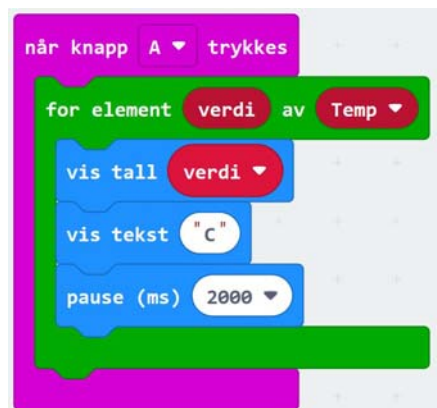 når knapp A trykkes
for element verdi av Temp
vis tall verdi
vis tekst "C"
pause (ms) 2000